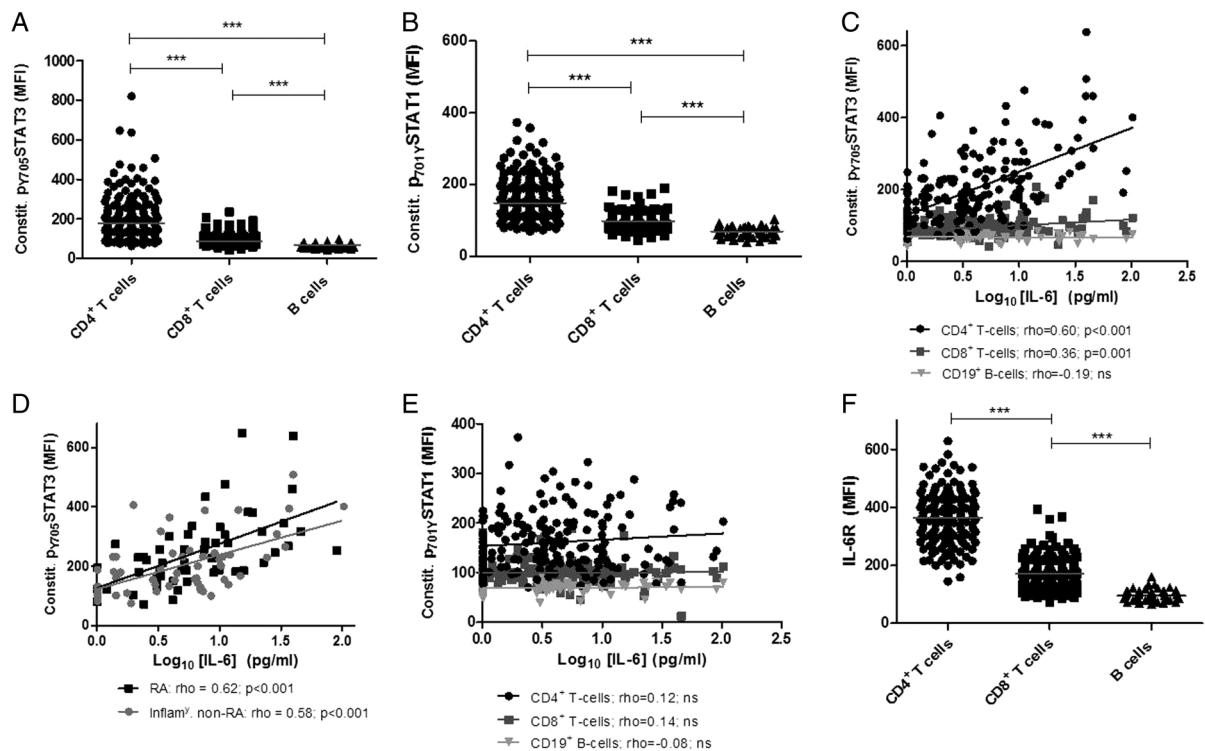 A
Constit. pY705STAT3 (MFI)
1000
800
600
400
200
0
***
***
***
CD4+ T cells
CD8+ T cells
B cells
B
Constit. p701YSTAT1 (MFI)
600
400
200
0
***
***
***
CD4+ T cells
CD8+ T cells
B cells
C
Constit. pY705STAT3 (MFI)
600
400
200
0
0.0 0.5 1.0 1.5 2.0 2.5
Log10 [IL-6] (pg/ml)
CD4+ T-cells; rho=0.60; p<0.001
CD8+ T-cells; rho=0.36; p=0.001
CD19+ B-cells; rho=-0.19; ns
D
Constit. pY705STAT3 (MFI)
600
400
200
0
0.0 0.5 1.0 1.5 2.0
Log10 [IL-6] (pg/ml)
RA: rho = 0.62; p<0.001
Inflamy. non-RA: rho = 0.58; p<0.001
E
Constit. p701YSTAT1 (MFI)
400
300
200
100
0
0.0 0.5 1.0 1.5 2.0 2.5
Log10 [IL-6] (pg/ml)
CD4+ T-cells; rho=0.12; ns
CD8+ T-cells; rho=0.14; ns
CD19+ B-cells; rho=-0.08; ns
F
IL-6R (MFI)
600
400
200
0
***
***
CD4+ T cells
CD8+ T cells
B cells